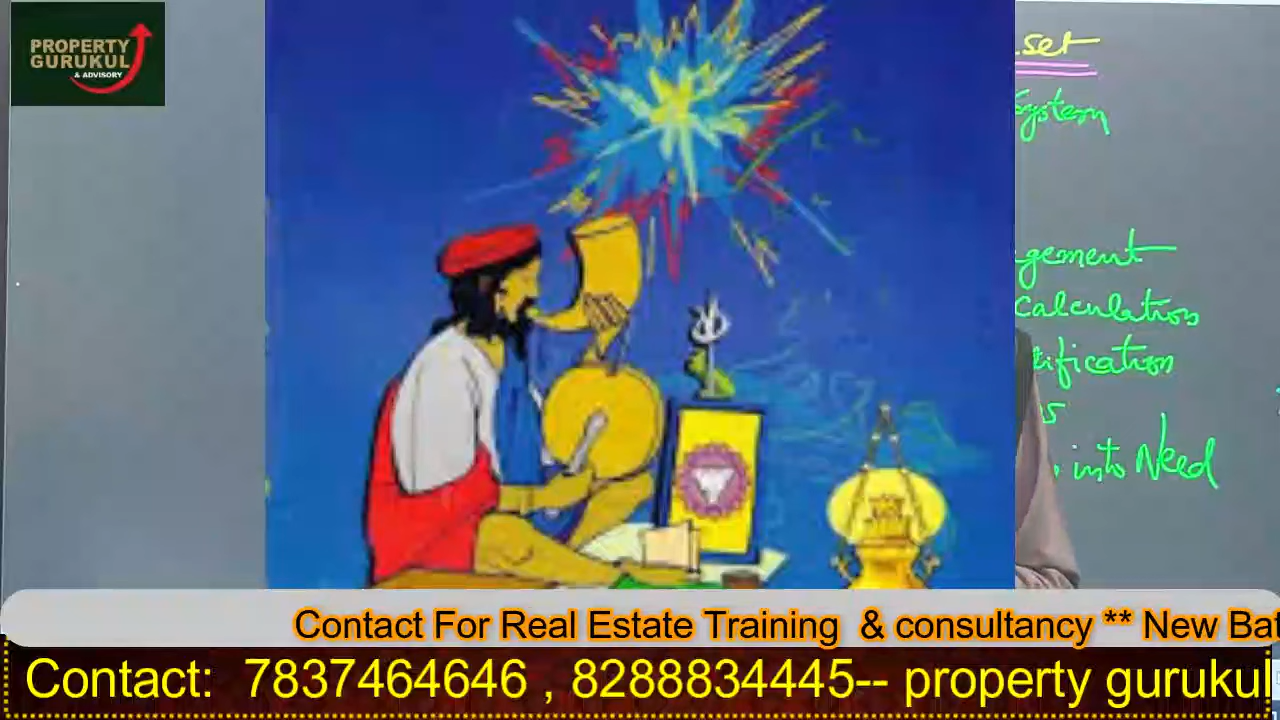 PROPERTY
GURUKUL
& ADVISORY
set
System
gement
Calculation
ification
s
into Need
Contact For Real Estate Training & consultancy ** New Bat
Contact: 7837464646 , 8288834445-- property gurukul